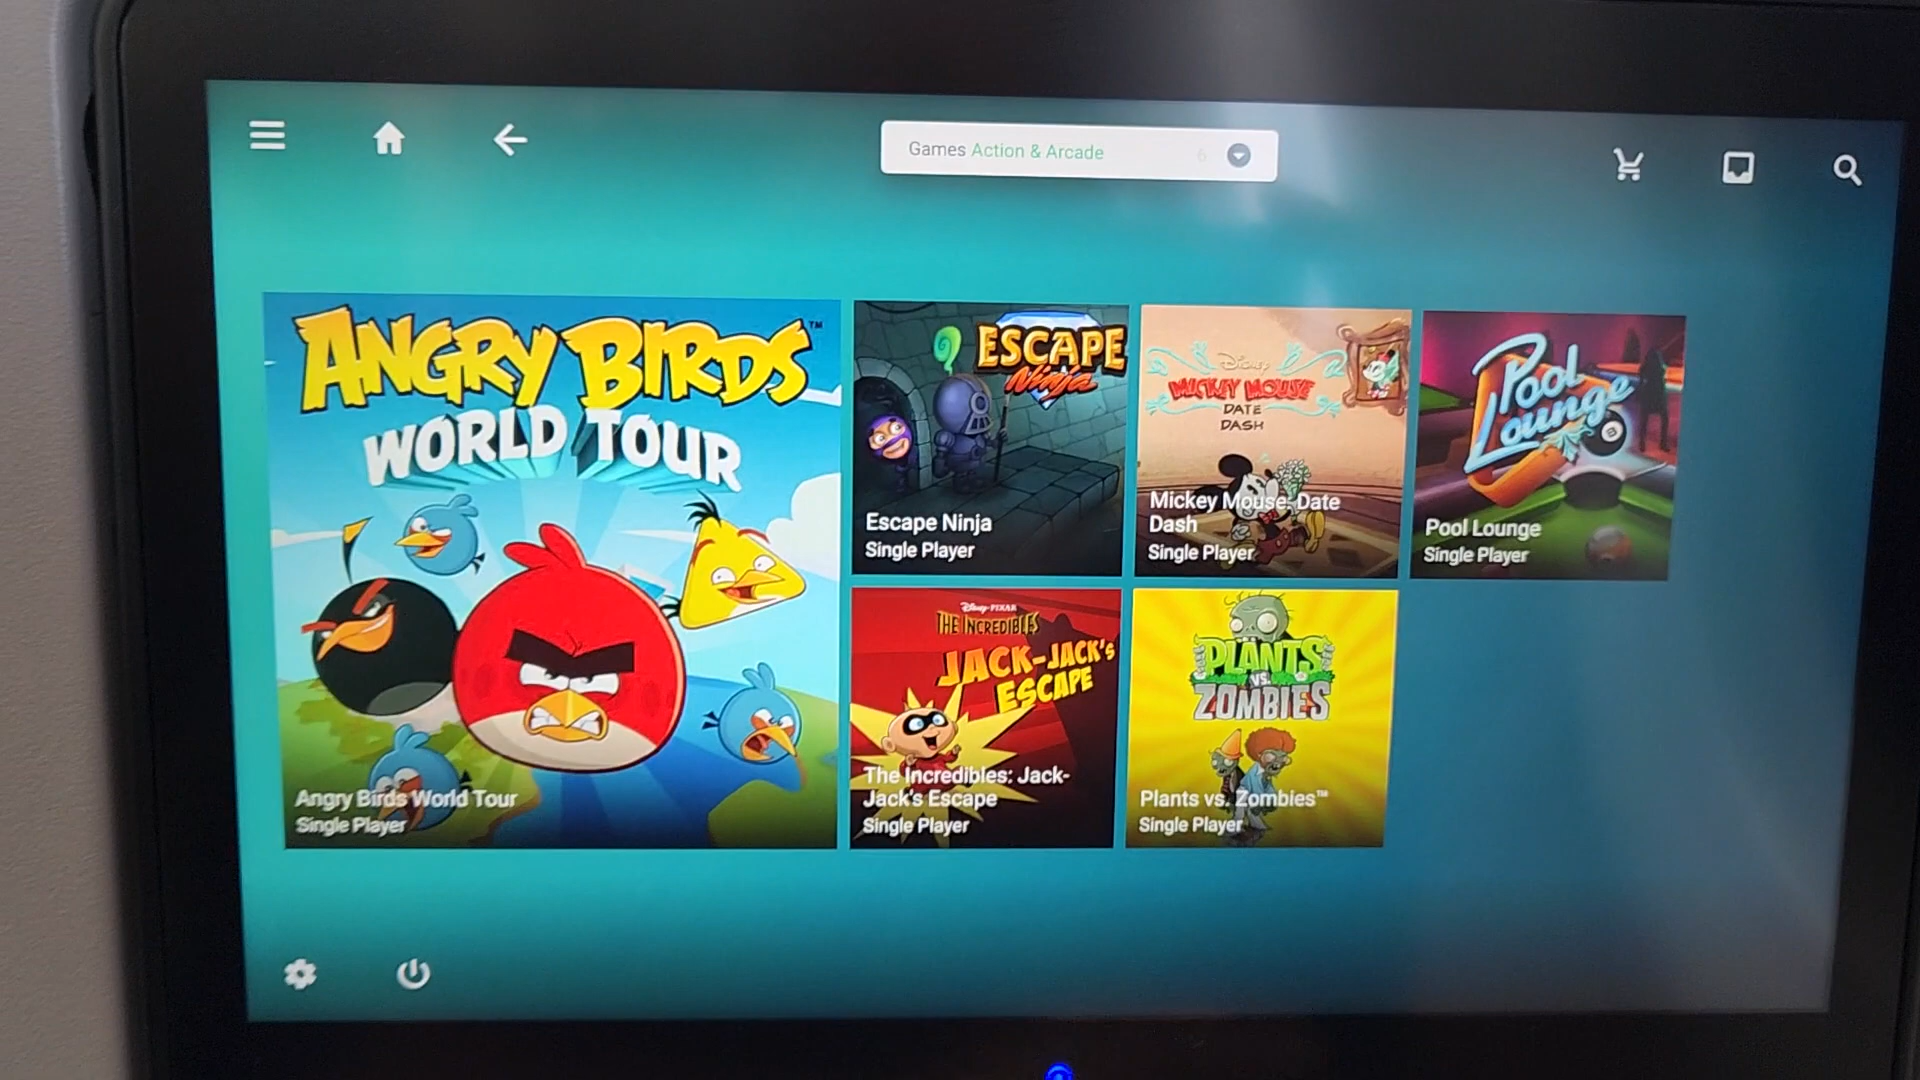 Games Action & Arcade 6
ANGRY BIRDS™
WORLD TOUR
Angry Birds World Tour
Single Player
ESCAPE
Ninja
Escape Ninja
Single Player
Disney
MICKEY MOUSE
DATE
DASH
Mickey Mouse: Date
Dash
Single Player
Pool
Lounge
8
Pool Lounge
Single Player
Disney·PIXAR
THE INCREDIBLES
JACK-JACK'S
ESCAPE
The Incredibles: Jack-
Jack's Escape
Single Player
PLANTS
VS.
ZOMBIES
Plants vs. Zombies™
Single Player